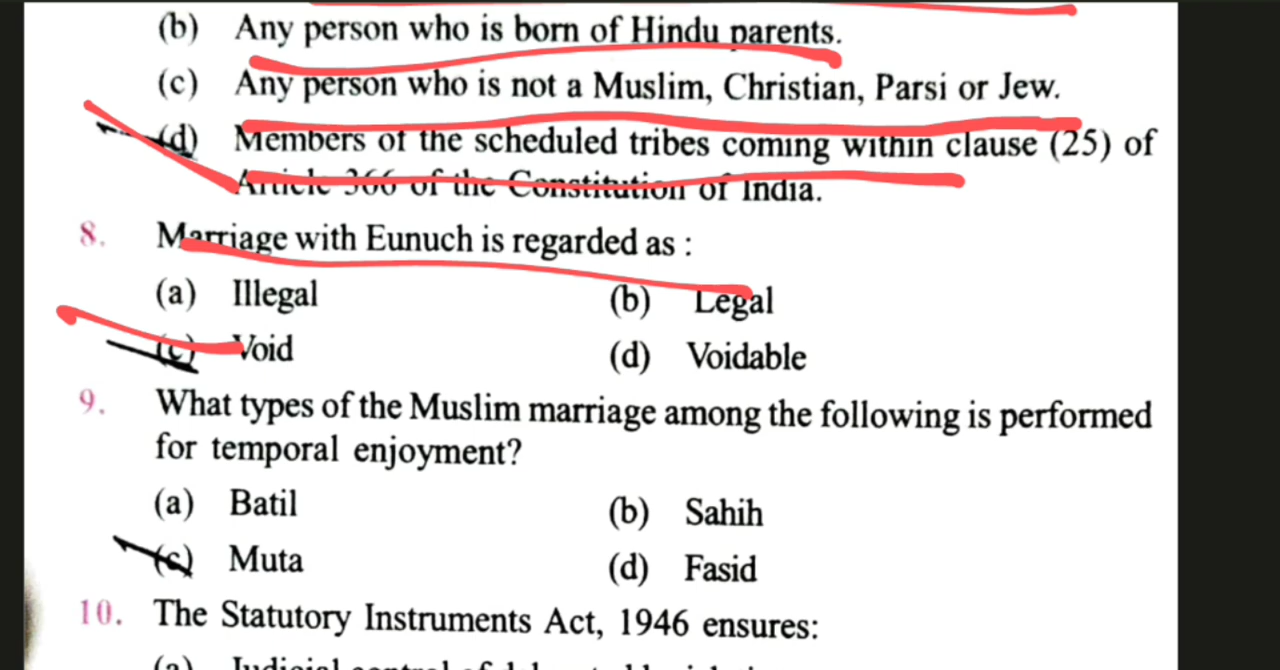 (b) Any person who is born of Hindu parents.
(c) Any person who is not a Muslim, Christian, Parsi or Jew.
(d) Members of the scheduled tribes coming within clause (25) of
Article 366 of the Constitution of India.
8. Marriage with Eunuch is regarded as :
(a) Illegal (b) Legal
(c) Void (d) Voidable
9. What types of the Muslim marriage among the following is performed
for temporal enjoyment?
(a) Batil (b) Sahih
(c) Muta (d) Fasid
10. The Statutory Instruments Act, 1946 ensures:
(a) Judicial control of